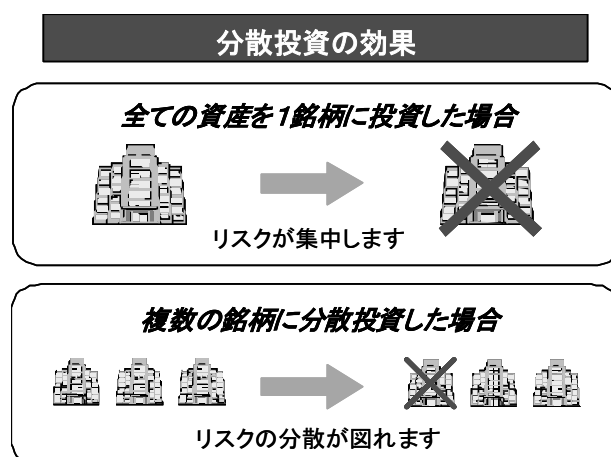 分散投資の効果
全ての資産を1銘柄に投資した場合
リスクが集中します
複数の銘柄に分散投資した場合
リスクの分散が図れます